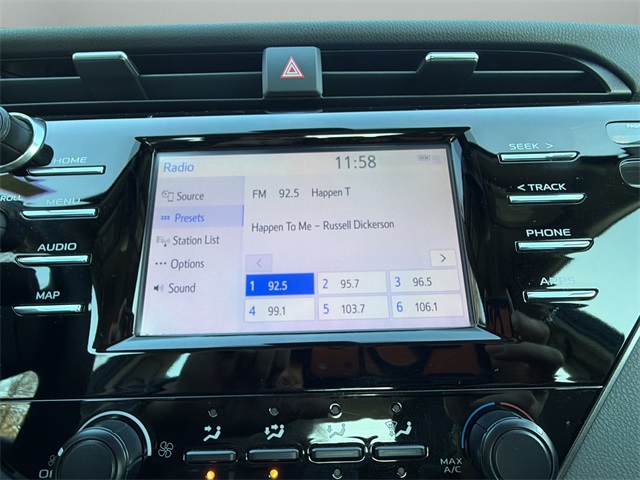 Radio 11:58
Source
Presets
Station List
Options
Sound
FM 92.5 Happen T
Happen To Me - Russell Dickerson
< >
1 92.5 2 95.7 3 96.5
4 99.1 5 103.7 6 106.1
HOME
MENU
AUDIO
MAP
SEEK >
< TRACK
PHONE
APPS
MAX
A/C